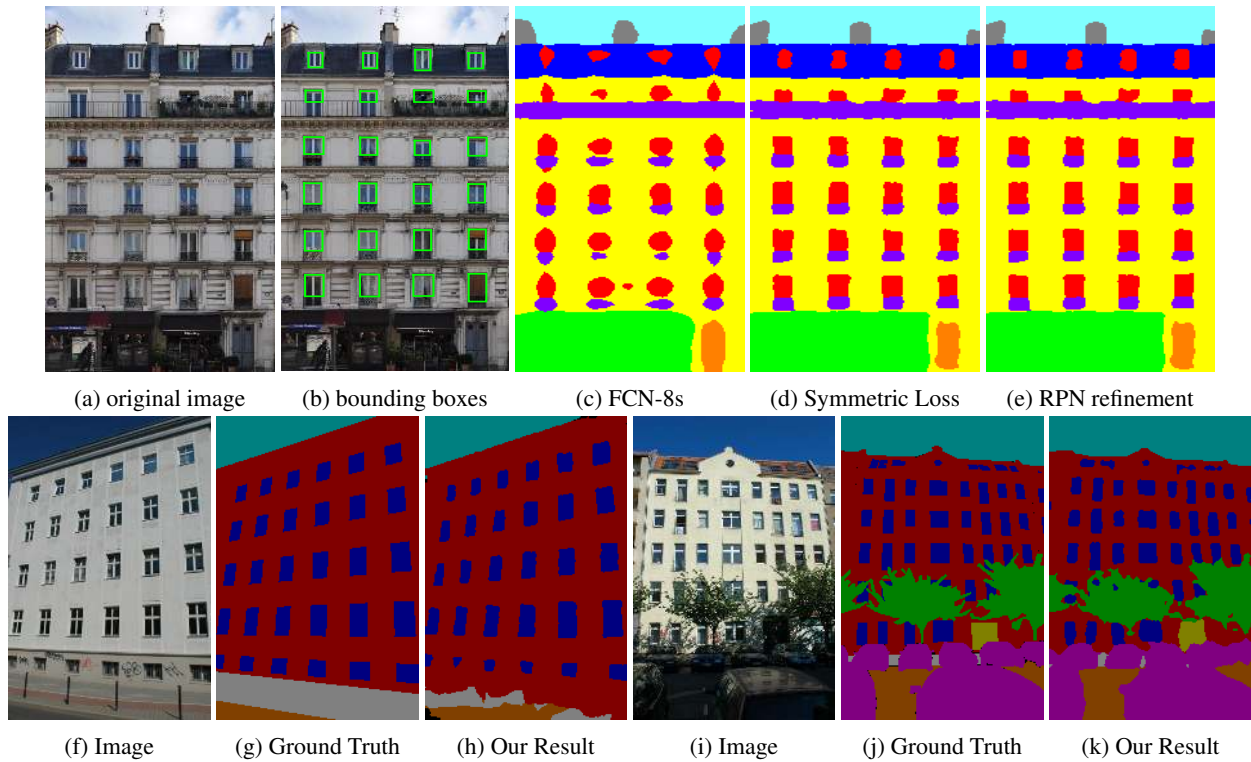 (a) original image
(b) bounding boxes
(c) FCN-8s
(d) Symmetric Loss
(e) RPN refinement
(f) Image
(g) Ground Truth
(h) Our Result
(i) Image
(j) Ground Truth
(k) Our Result